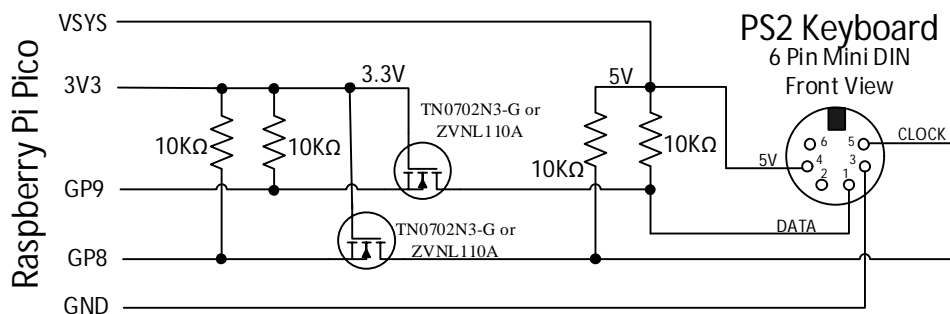 Raspberry Pi Pico
VSYS
3V3
GP9
GP8
GND
3.3V
5V
10KΩ
10KΩ
TN0702N3-G or
ZVNL110A
TN0702N3-G or
ZVNL110A
10KΩ
10KΩ
PS2 Keyboard
6 Pin Mini DIN
Front View
6
5
4
3
2
1
5V
CLOCK
DATA